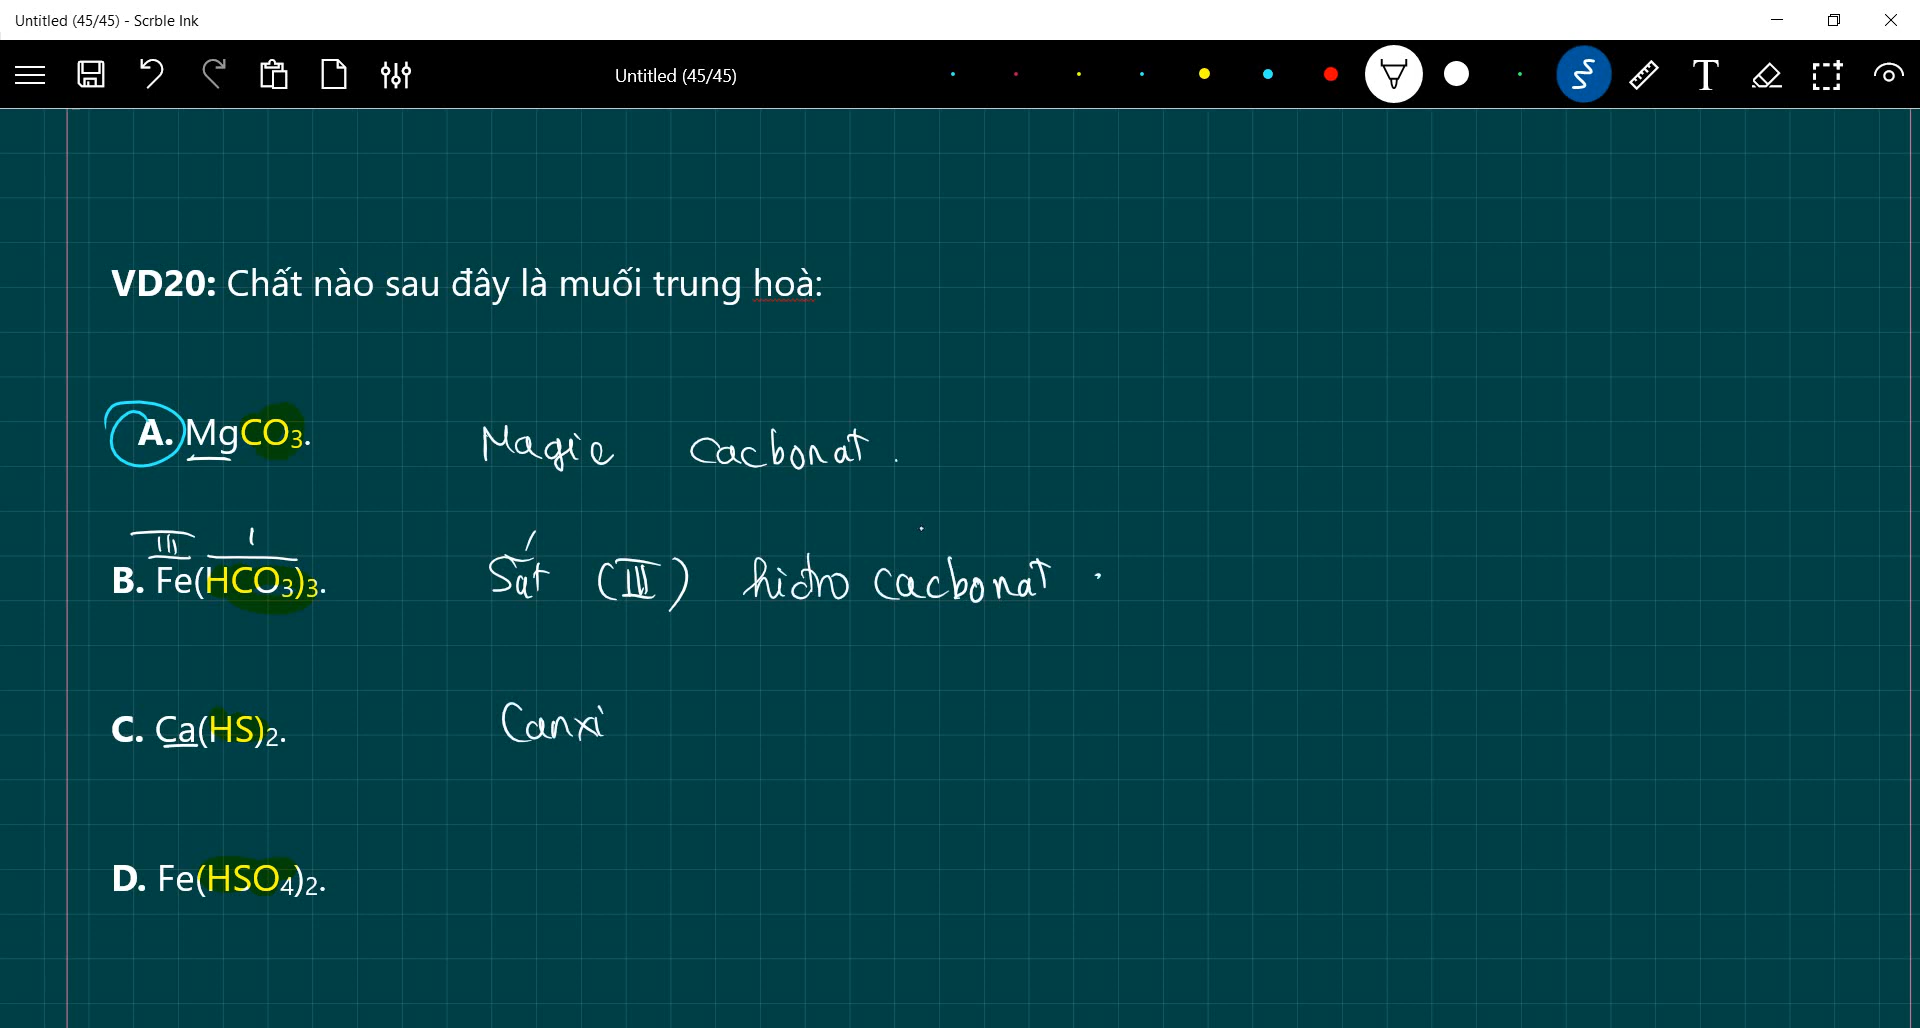 Untitled (45/45) - Scrble Ink
Untitled (45/45)
T
VD20: Chất nào sau đây là muối trung hoà:
A. MgCO₃. Magie cacbonat.
III I
B. Fe(HCO₃)₃. Sắt (III) hiđro cacbonat.
C. Ca(HS)₂. Canxi
D. Fe(HSO₄)₂.